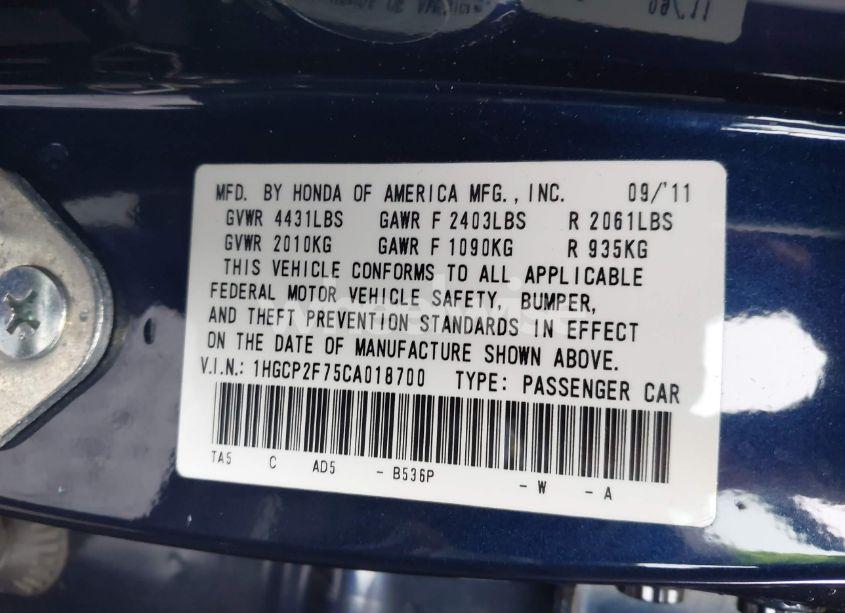 09/'11
MFD. BY HONDA OF AMERICA MFG., INC. 09/'11
GVWR 4431LBS GAWR F 2403LBS R 2061LBS
GVWR 2010KG GAWR F 1090KG R 935KG
THIS VEHICLE CONFORMS TO ALL APPLICABLE
FEDERAL MOTOR VEHICLE SAFETY, BUMPER,
AND THEFT PREVENTION STANDARDS IN EFFECT
ON THE DATE OF MANUFACTURE SHOWN ABOVE.
V.I.N.: 1HGCP2F75CA018700 TYPE: PASSENGER CAR
TA5 C AD5 - B536P - W - A